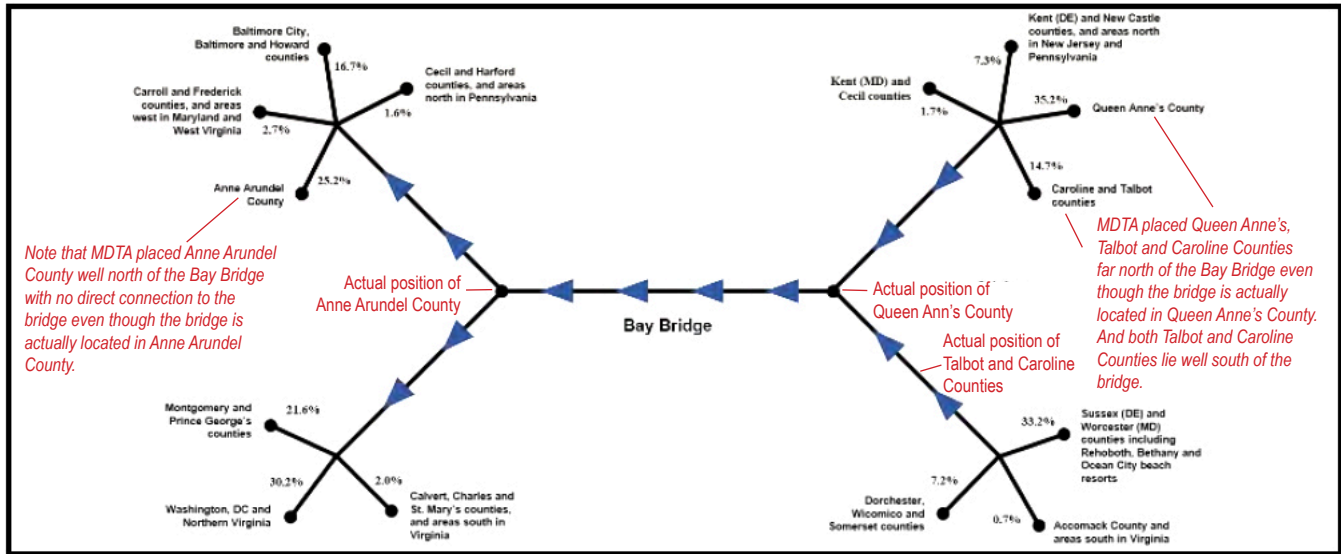 Baltimore City,
Baltimore and Howard
counties
16.7%
Cecil and Harford
counties, and areas
north in Pennsylvania
1.6%
Carroll and Frederick
counties, and areas
west in Maryland and
West Virginia
2.7%
Anne Arundel
County
25.2%
Note that MDTA placed Anne Arundel
County well north of the Bay Bridge
with no direct connection to the
bridge even though the bridge is
actually located in Anne Arundel
County.
Actual position of
Anne Arundel County
Bay Bridge
Montgomery and
Prince George's
counties
21.6%
30.2%
Washington, DC and
Northern Virginia
2.0%
Calvert, Charles and
St. Mary's counties,
and areas south in
Virginia
Kent (DE) and New Castle
counties, and areas north
in New Jersey and
Pennsylvania
7.3%
Kent (MD) and
Cecil counties
1.7%
35.2%
Queen Anne's County
14.7%
Caroline and Talbot
counties
MDTA placed Queen Anne's,
Talbot and Caroline Counties
far north of the Bay Bridge even
though the bridge is actually
located in Queen Anne's County.
And both Talbot and Caroline
Counties lie well south of the
bridge.
Actual position of
Queen Ann's County
Actual position of
Talbot and Caroline
Counties
33.2%
Sussex (DE) and
Worcester (MD)
counties including
Rehoboth, Bethany and
Ocean City beach
resorts
7.2%
Dorchester,
Wicomico and
Somerset counties
0.7%
Accomack County and
areas south in Virginia